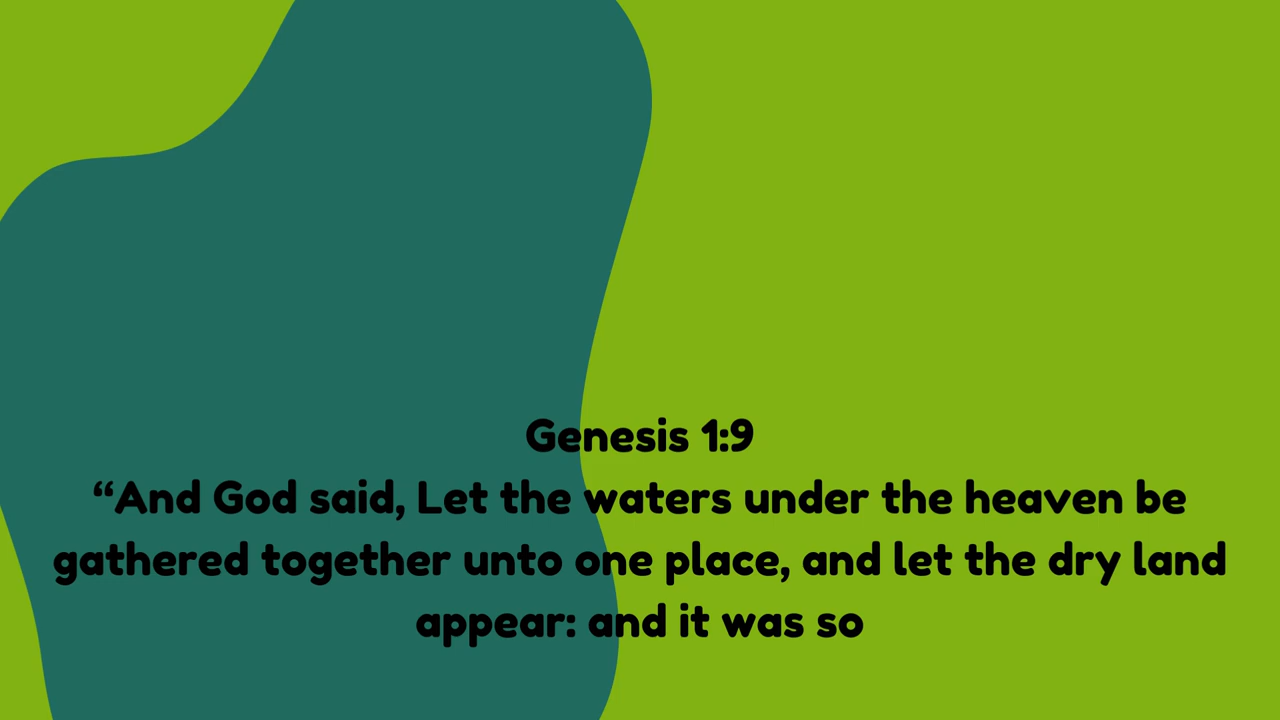 Genesis 1:9
“And God said, Let the waters under the heaven be
gathered together unto one place, and let the dry land
appear: and it was so